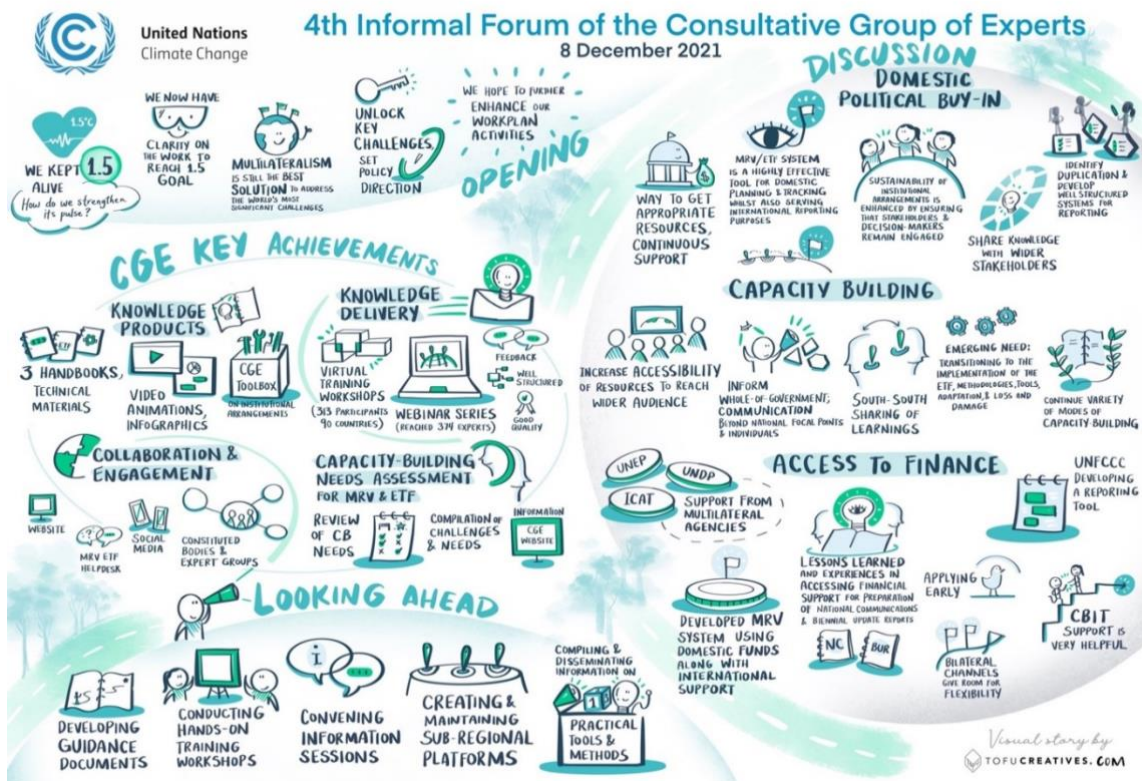 United Nations
Climate Change
4th Informal Forum of the Consultative Group of Experts
8 December 2021
OPENING
1.5°C
WE KEPT 1.5
ALIVE
How do we strengthen
its pulse?
WE NOW HAVE
CLARITY ON
THE WORK TO
REACH 1.5
GOAL
MULTILATERALISM
IS STILL THE BEST
SOLUTION TO ADDRESS
THE WORLD'S MOST
SIGNIFICANT CHALLENGES
UNLOCK
KEY
CHALLENGES,
SET
POLICY
DIRECTION
WE HOPE TO FURTHER
ENHANCE OUR
WORKPLAN
ACTIVITIES
CGE KEY ACHIEVEMENTS
KNOWLEDGE
PRODUCTS
ETF
3 HANDBOOKS,
TECHNICAL
MATERIALS
VIDEO
ANIMATIONS,
INFOGRAPHICS
CGE
TOOLBOX
ON INSTITUTIONAL
ARRANGEMENTS
KNOWLEDGE
DELIVERY
VIRTUAL
TRAINING
WORKSHOPS
(313 PARTICIPANTS
90 COUNTRIES)
WEBINAR SERIES
(REACHED 374 EXPERTS)
FEEDBACK
WELL
STRUCTURED
GOOD
QUALITY
COLLABORATION &
ENGAGEMENT
WEBSITE
MRV ETF
HELPDESK
SOCIAL
MEDIA
CONSTITUTED
BODIES &
EXPERT GROUPS
CAPACITY-BUILDING
NEEDS ASSESSMENT
FOR MRV & ETF
REVIEW
OF CB
NEEDS
COMPILATION OF
CHALLENGES
& NEEDS
INFORMATION
CGE
WEBSITE
LOOKING AHEAD
DEVELOPING
GUIDANCE
DOCUMENTS
CONDUCTING
HANDS-ON
TRAINING
WORKSHOPS
i
CONVENING
INFORMATION
SESSIONS
CREATING &
MAINTAINING
SUB-REGIONAL
PLATFORMS
COMPILING &
DISSEMINATING
INFORMATION ON
PRACTICAL
TOOLS &
METHODS
DISCUSSION
DOMESTIC
POLITICAL BUY-IN
WAY TO GET
APPROPRIATE
RESOURCES,
CONTINUOUS
SUPPORT
MRV/ETF SYSTEM
IS A HIGHLY EFFECTIVE
TOOL FOR DOMESTIC
PLANNING & TRACKING
WHILST ALSO SERVING
INTERNATIONAL REPORTING
PURPOSES
SUSTAINABILITY OF
INSTITUTIONAL
ARRANGEMENTS IS
ENHANCED BY ENSURING
THAT STAKEHOLDERS &
DECISION-MAKERS
REMAIN ENGAGED
SHARE KNOWLEDGE
WITH WIDER
STAKEHOLDERS
IDENTIFY
DUPLICATION &
DEVELOP
WELL STRUCTURED
SYSTEMS FOR
REPORTING
CAPACITY BUILDING
INCREASE ACCESSIBILITY
OF RESOURCES TO REACH
WIDER AUDIENCE
INFORM
WHOLE-OF-GOVERNMENT,
COMMUNICATION
BEYOND NATIONAL FOCAL POINTS
& INDIVIDUALS
SOUTH-SOUTH
SHARING OF
LEARNINGS
EMERGING NEED:
TRANSITIONING TO THE
IMPLEMENTATION OF THE
ETF, METHODOLOGIES, TOOLS,
ADAPTATION, & LOSS AND
DAMAGE
CONTINUE VARIETY
OF MODES OF
CAPACITY-BUILDING
ACCESS TO FINANCE
UNEP
UNDP
ICAT
SUPPORT FROM
MULTILATERAL
AGENCIES
DEVELOPED MRV
SYSTEM USING
DOMESTIC FUNDS
ALONG WITH
INTERNATIONAL
SUPPORT
LESSONS LEARNED
AND EXPERIENCES IN
ACCESSING FINANCIAL
SUPPORT FOR PREPARATION
OF NATIONAL COMMUNICATIONS
& BIENNIAL UPDATE REPORTS
NC
BUR
APPLYING
EARLY
BILATERAL
CHANNELS
GIVE ROOM FOR
FLEXIBILITY
UNFCCC
DEVELOPING
A REPORTING
TOOL
CBIT
SUPPORT IS
VERY HELPFUL
Visual story by
TOFUCREATIVES.COM